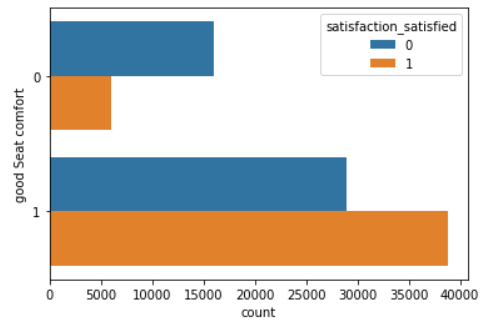 satisfaction_satisfied
0
1
good Seat comfort
0
1
0 5000 10000 15000 20000 25000 30000 35000 40000
count